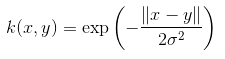 k(x, y) = exp(−‖x − y‖ / 2σ²)